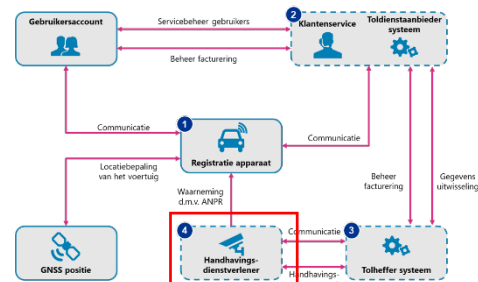 Gebruikersaccount
Servicebeheer gebruikers
Beheer facturering
2
Klantenservice
Toldienstaanbieder
systeem
Communicatie
1
Registratie apparaat
Communicatie
Locatiebepaling
van het voertuig
Waarneming
d.m.v. ANPR
Beheer
facturering
Gegevens
uitwisseling
GNSS positie
4
Handhavings-
dienstverlener
Communicatie
Handhavings-
3
Tolheffer systeem